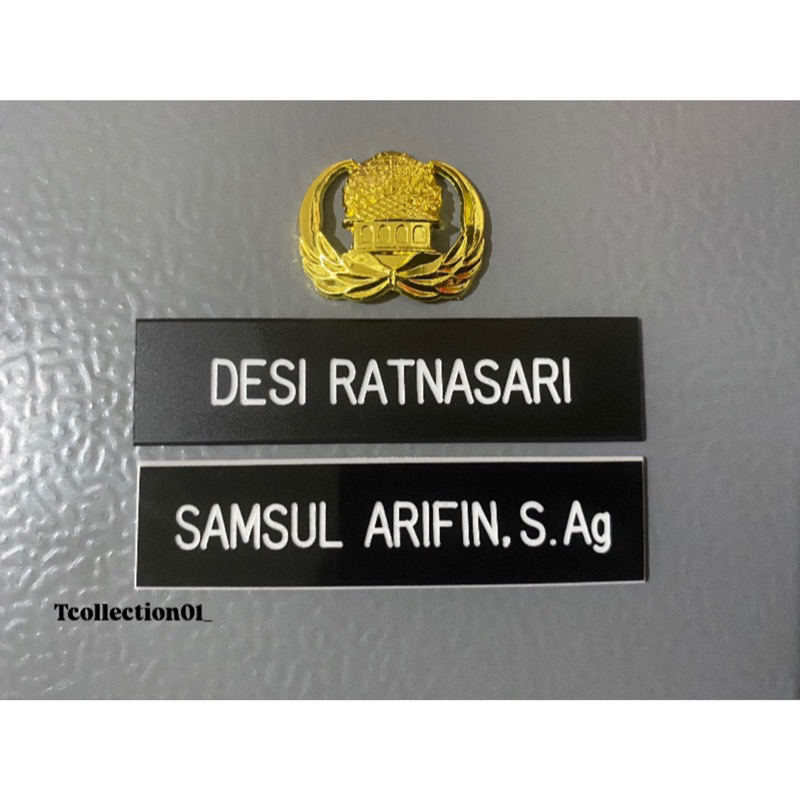 DESI RATNASARI
SAMSUL ARIFIN, S.Ag
Tcollection01_